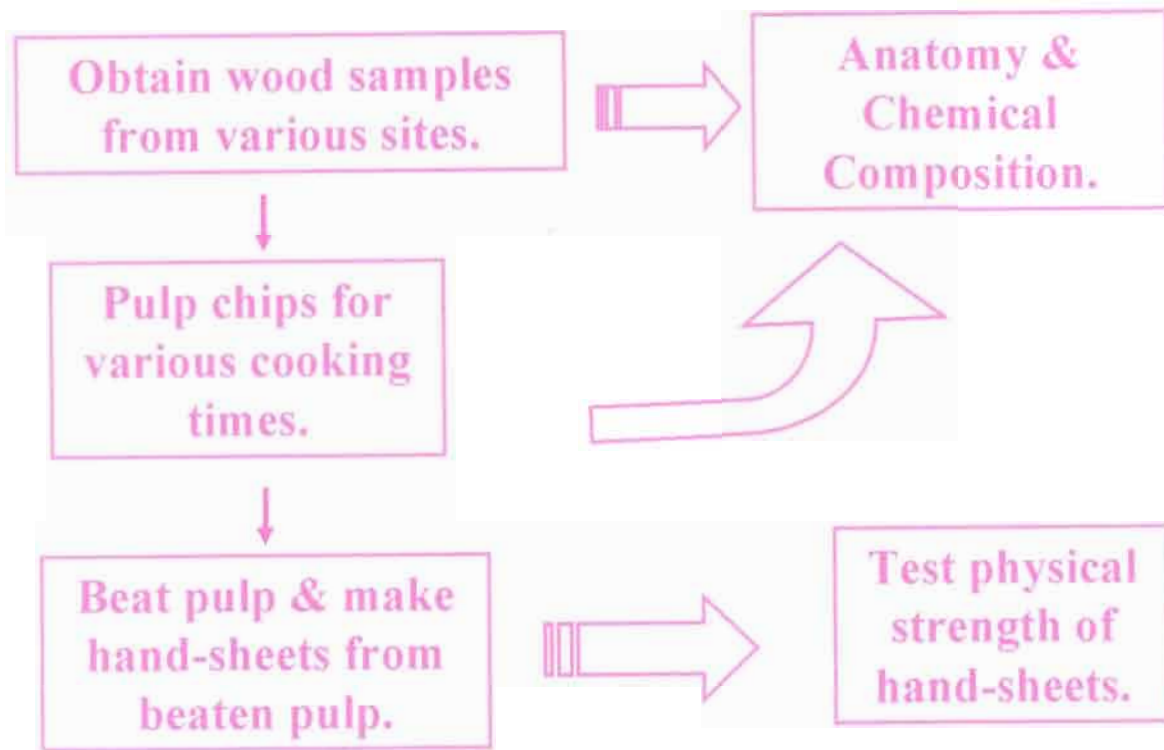 Obtain wood samples
from various sites.
Anatomy &
Chemical
Composition.
Pulp chips for
various cooking
times.
Beat pulp & make
hand-sheets from
beaten pulp.
Test physical
strength of
hand-sheets.